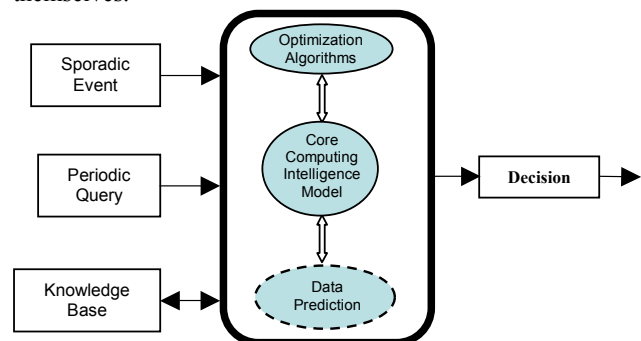 themselves.
Optimization
Algorithms
Sporadic
Event
Core
Computing
Intelligence
Model
Periodic
Query
Decision
Data
Prediction
Knowledge
Base